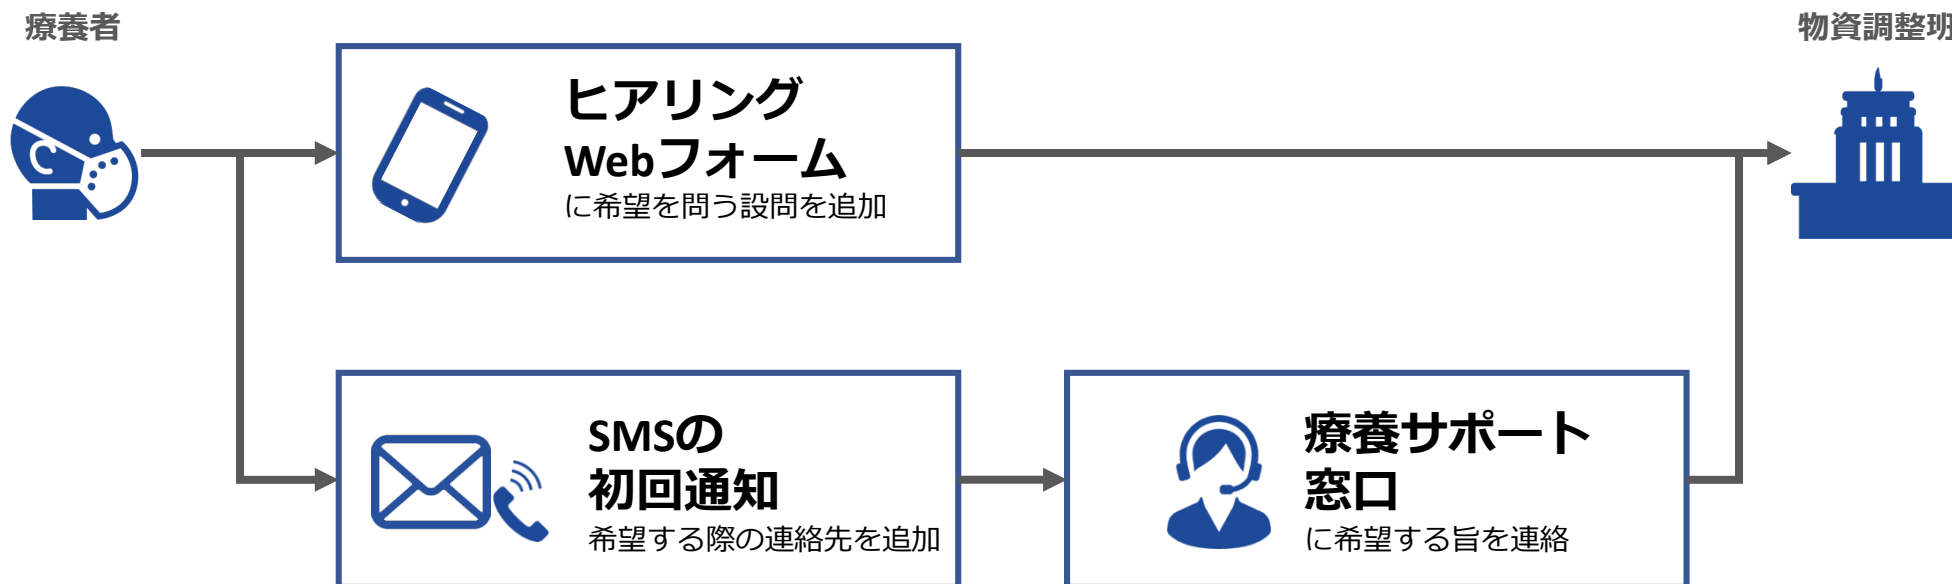 療養者
物資調整班
ヒアリング
Webフォーム
に希望を問う設問を追加
SMSの
初回通知
希望する際の連絡先を追加
療養サポート
窓口
に希望する旨を連絡